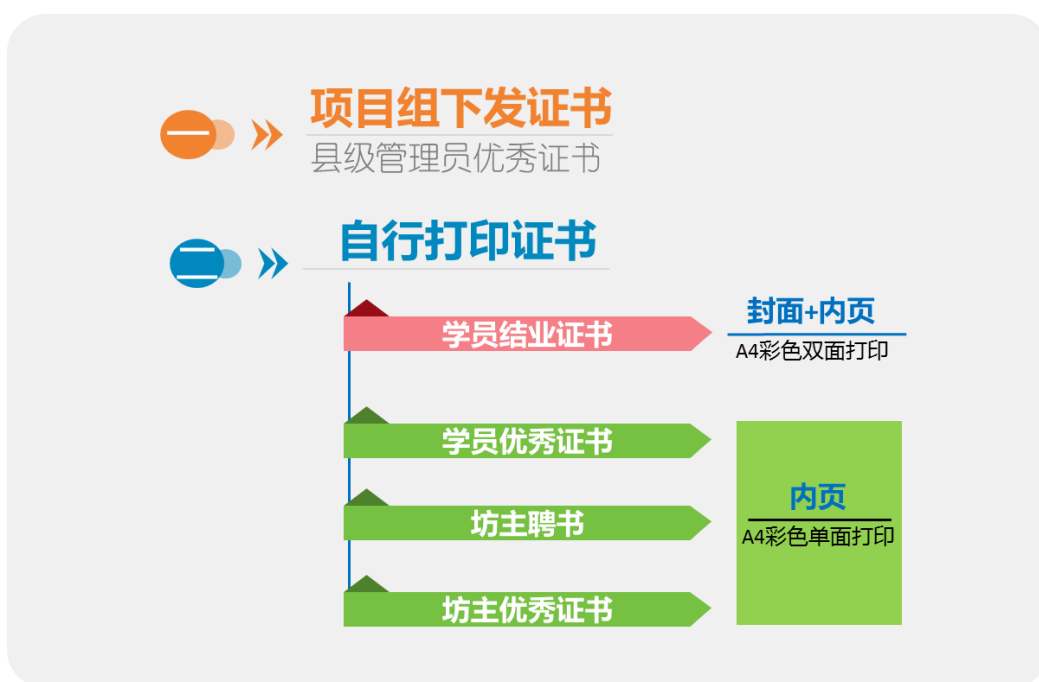 一
项目组下发证书
县级管理员优秀证书
二
自行打印证书
学员结业证书
封面+内页
A4彩色双面打印
学员优秀证书
坊主聘书
坊主优秀证书
内页
A4彩色单面打印